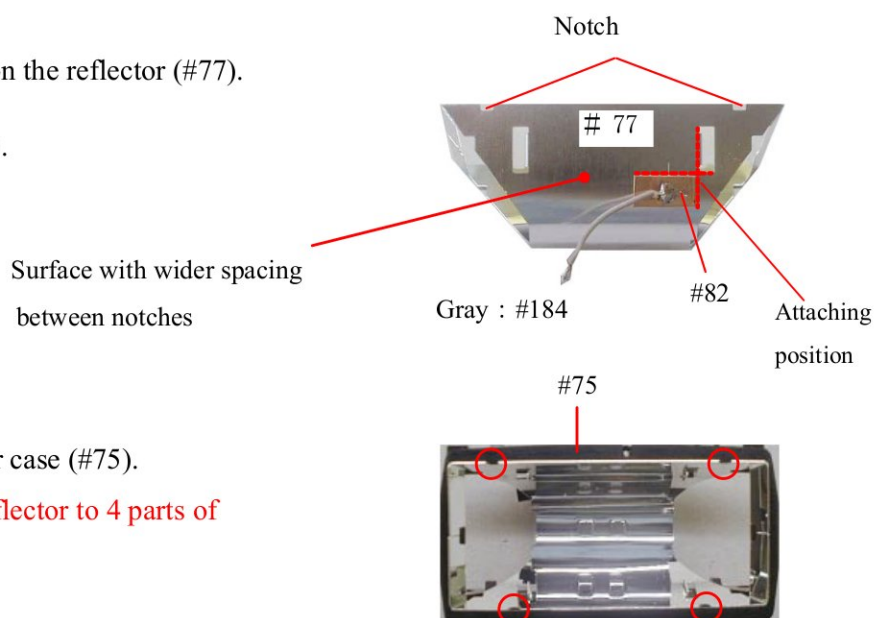 Notch
on the reflector (#77).
# 77
.
Surface with wider spacing
between notches
Gray : #184
#82
Attaching
position
#75
r case (#75).
flector to 4 parts of